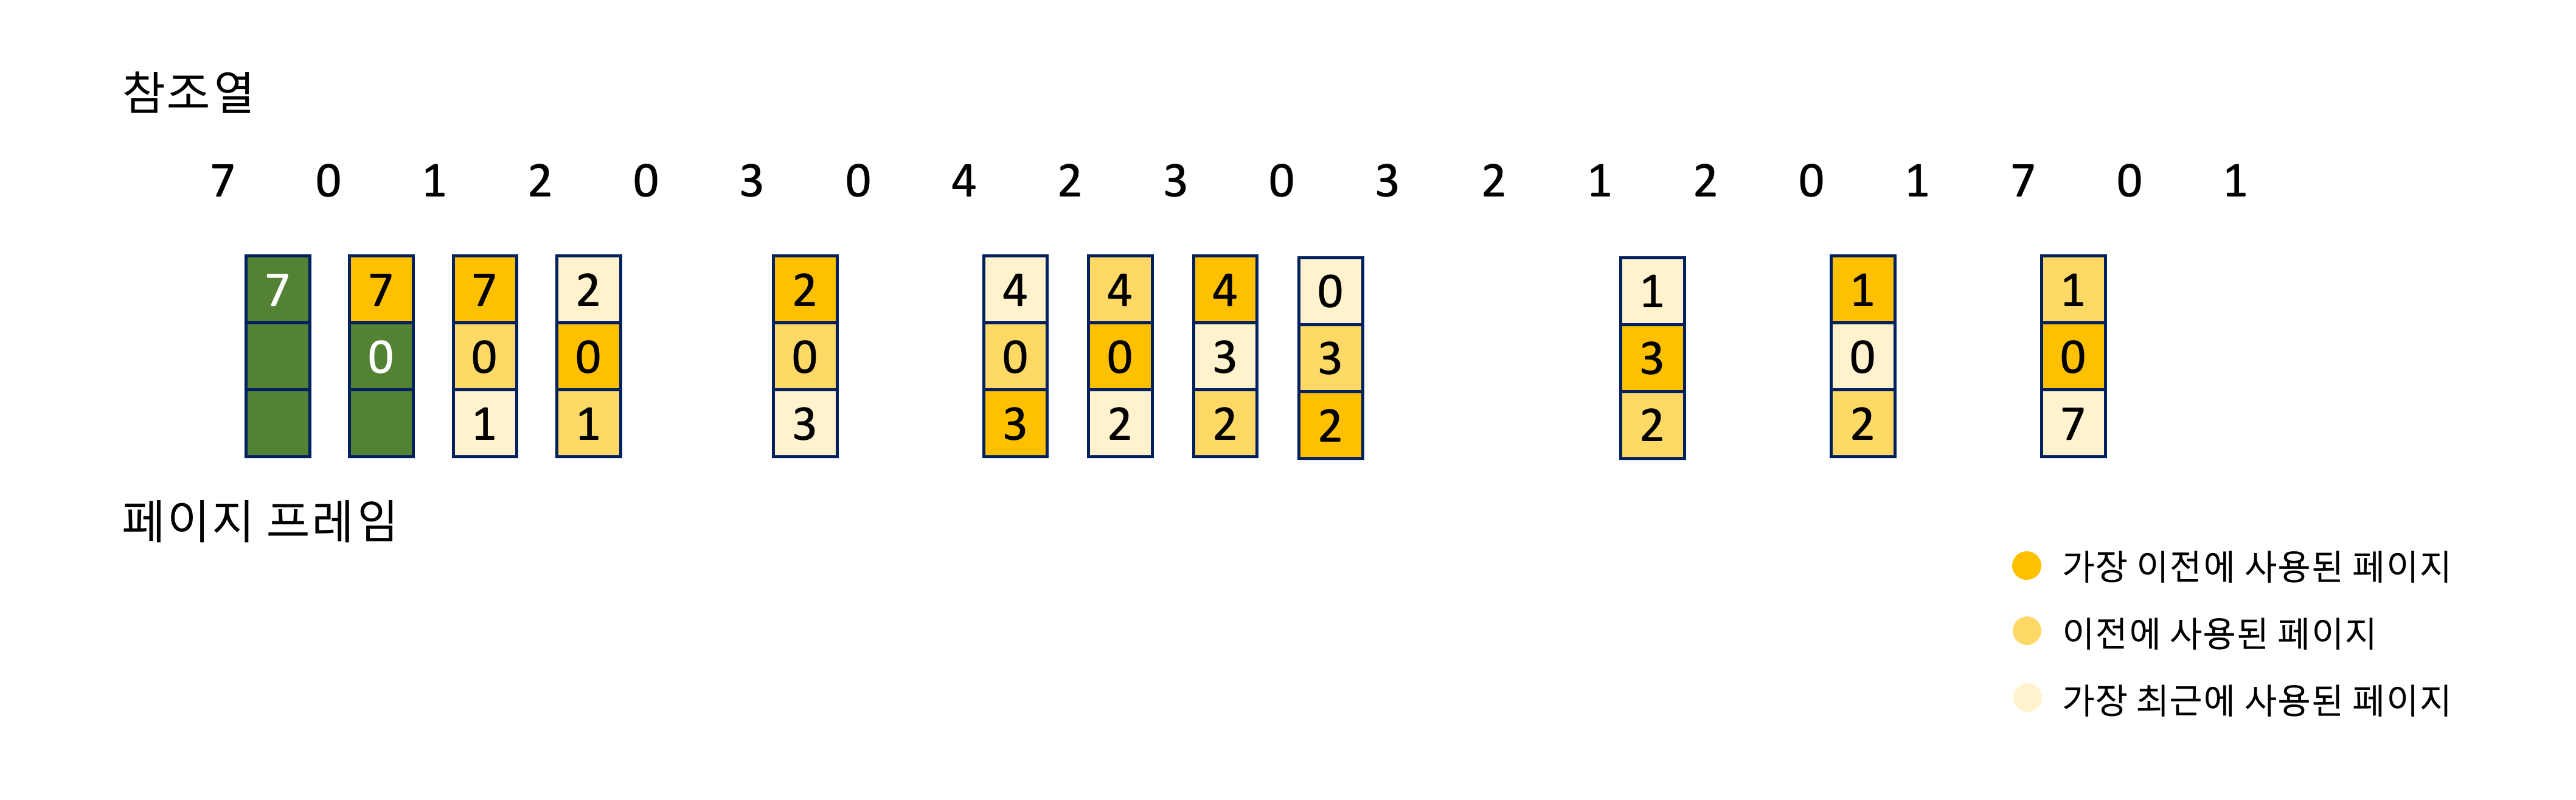 참조열
7 0 1 2 0 3 0 4 2 3 0 3 2 1 2 0 1 7 0 1
7 7 7 2 2 4 4 4 0 1 1 1
0 0 0 0 0 0 3 3 3 0 0
1 1 3 3 2 2 2 2 2 7
페이지 프레임
가장 이전에 사용된 페이지
이전에 사용된 페이지
가장 최근에 사용된 페이지